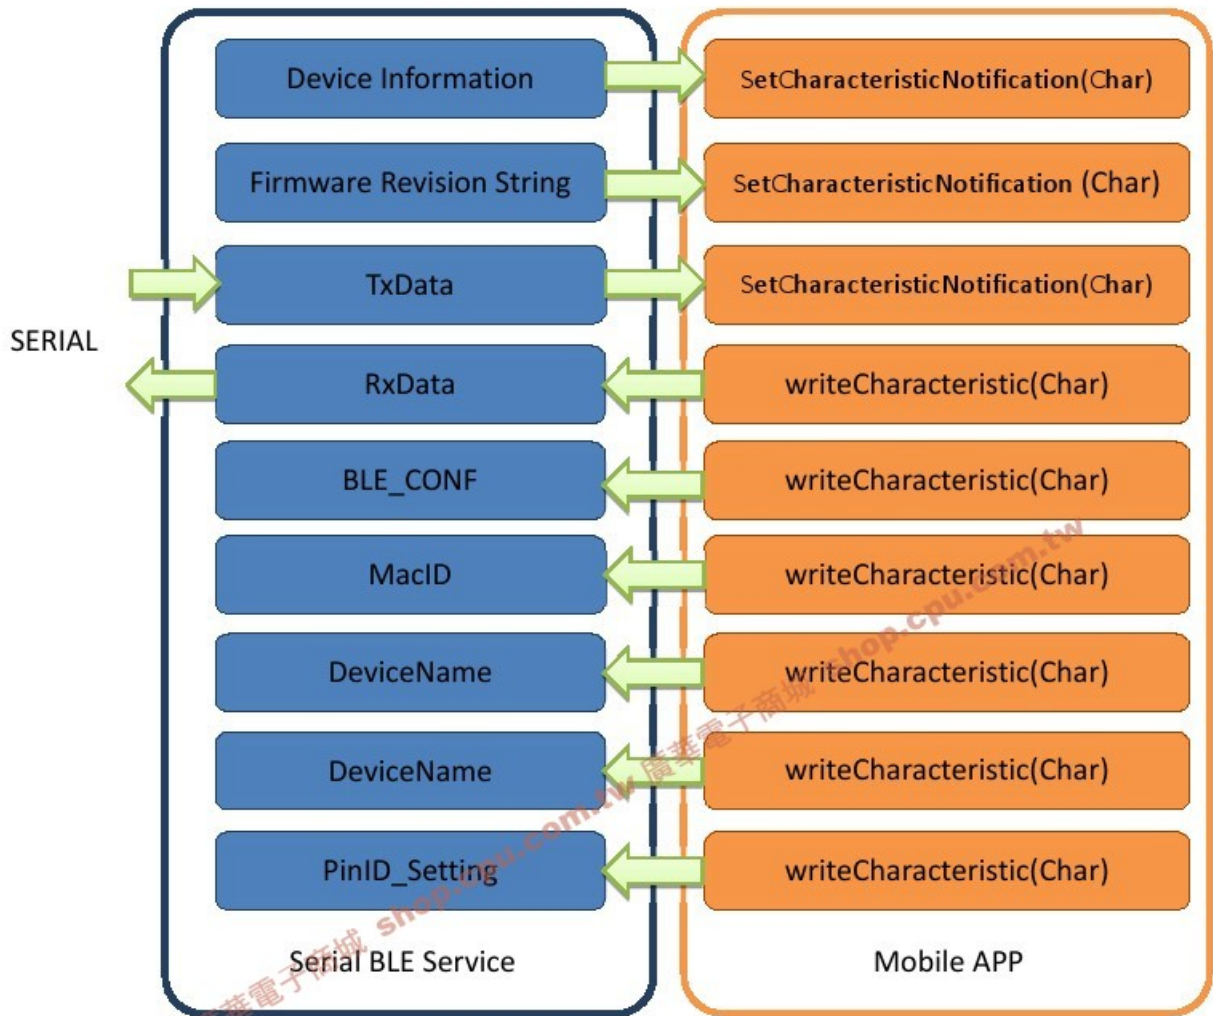 Device Information
SetCharacteristicNotification(Char)
Firmware Revision String
SetCharacteristicNotification (Char)
TxData
SetCharacteristicNotification(Char)
SERIAL
RxData
writeCharacteristic(Char)
BLE_CONF
writeCharacteristic(Char)
MacID
writeCharacteristic(Char)
DeviceName
writeCharacteristic(Char)
DeviceName
writeCharacteristic(Char)
PinID_Setting
writeCharacteristic(Char)
Serial BLE Service
Mobile APP
廣華電子商城 shop.cpu.com.tw 廣華電子商城 shop.cpu.com.tw